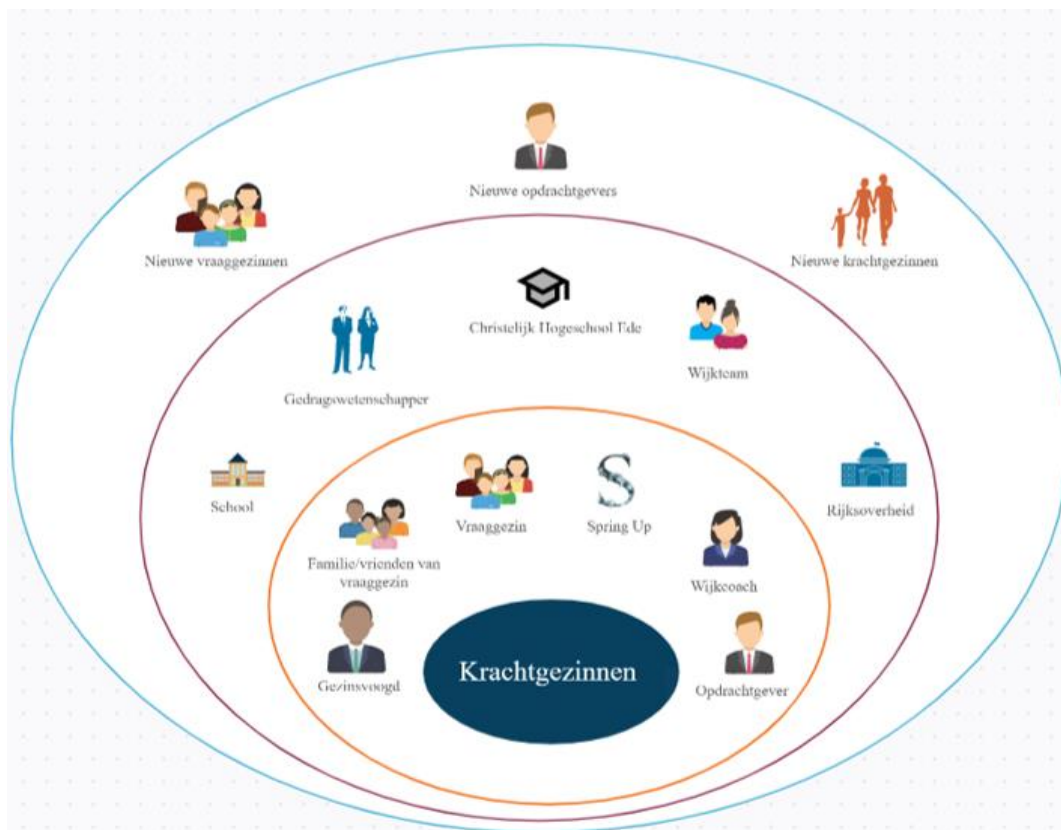 Nieuwe opdrachtgevers
Nieuwe vraaggezinnen
Nieuwe krachtgezinnen
Christelijk Hogeschool Ede
Wijkteam
Gedragswetenschapper
School
Rijksoverheid
Vraaggezin
S
Spring Up
Familie/vrienden van
vraaggezin
Wijkcoach
Gezinsvoogd
Krachtgezinnen
Opdrachtgever